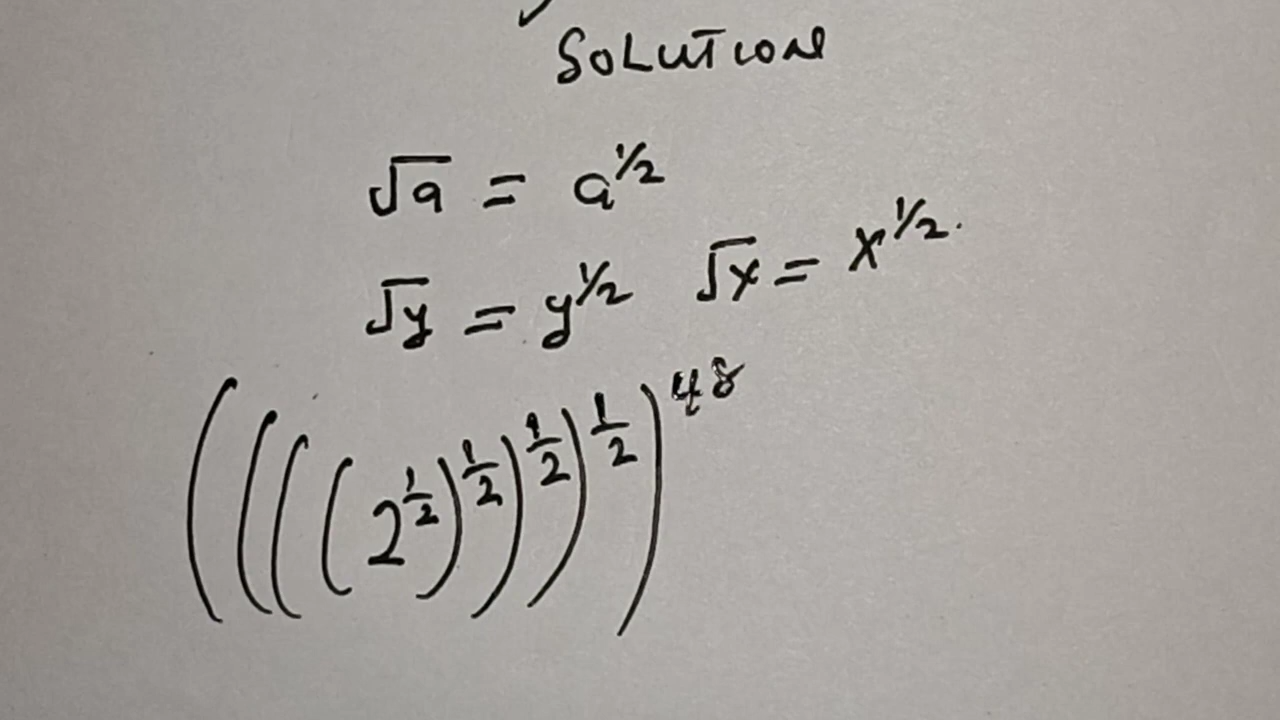 SOLUTION
√a = a^1/2
√y = y^1/2 √x = x^1/2.
((((2^1/2)^1/2)^1/2)^1/2)^48